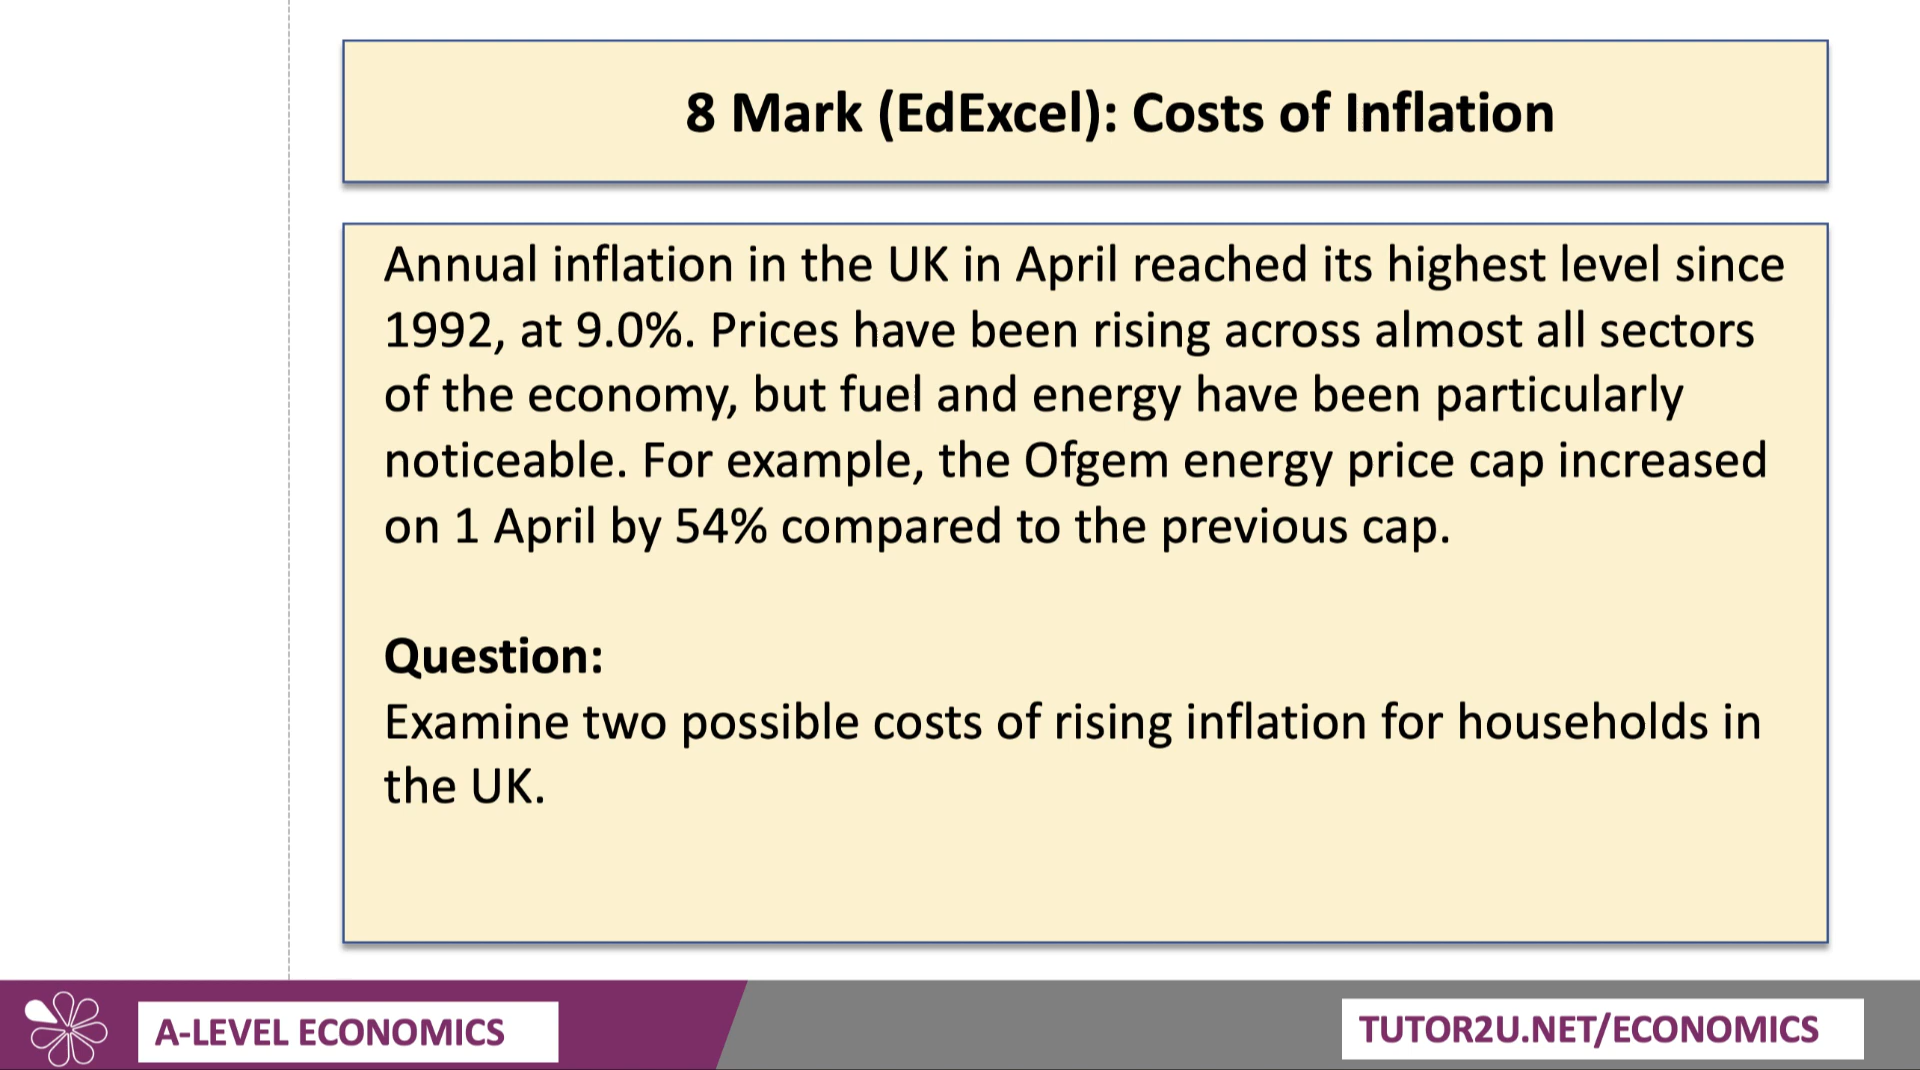 8 Mark (EdExcel): Costs of Inflation
Annual inflation in the UK in April reached its highest level since
1992, at 9.0%. Prices have been rising across almost all sectors
of the economy, but fuel and energy have been particularly
noticeable. For example, the Ofgem energy price cap increased
on 1 April by 54% compared to the previous cap.
Question:
Examine two possible costs of rising inflation for households in
the UK.
A-LEVEL ECONOMICS
TUTOR2U.NET/ECONOMICS